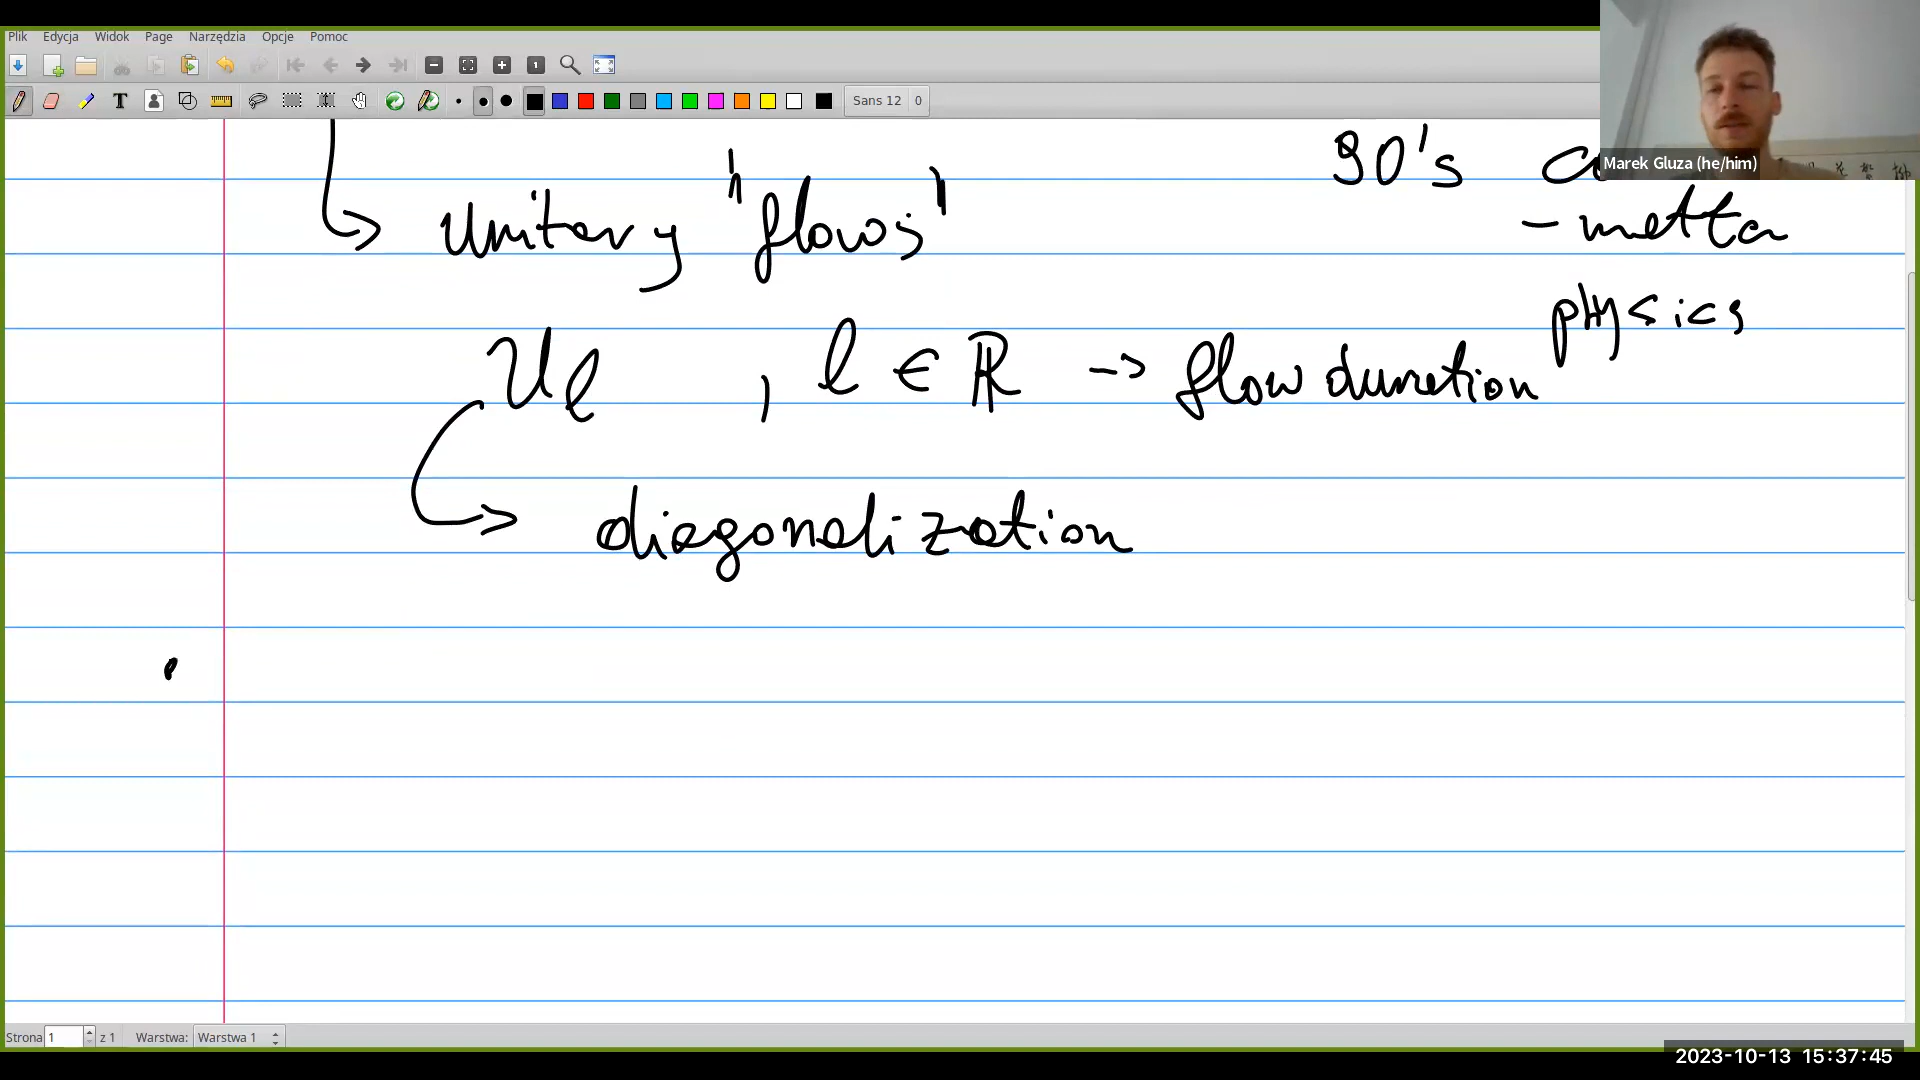 Plik Edycja Widok Page Narzędzia Opcje Pomoc
Sans 12 0
Marek Gluza (he/him)
90's
- matter
unitary "flows"
physics
U_l , l ∈ ℝ -> flow duration
diagonalization
Strona 1 z 1 Warstwa: Warstwa 1
2023-10-13 15:37:45